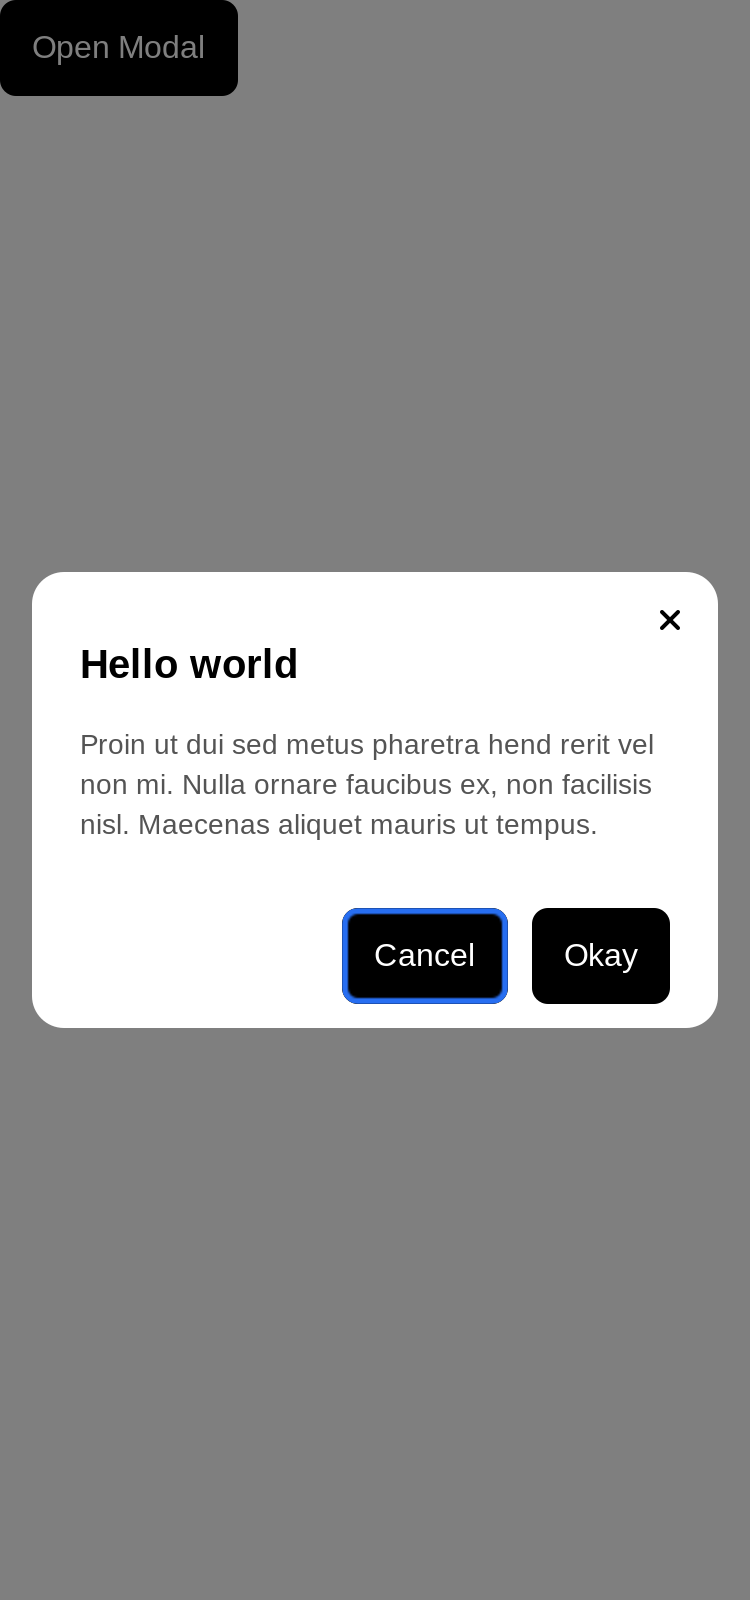 Open Modal
Hello world
Proin ut dui sed metus pharetra hend rerit vel
non mi. Nulla ornare faucibus ex, non facilisis
nisl. Maecenas aliquet mauris ut tempus.
Cancel Okay